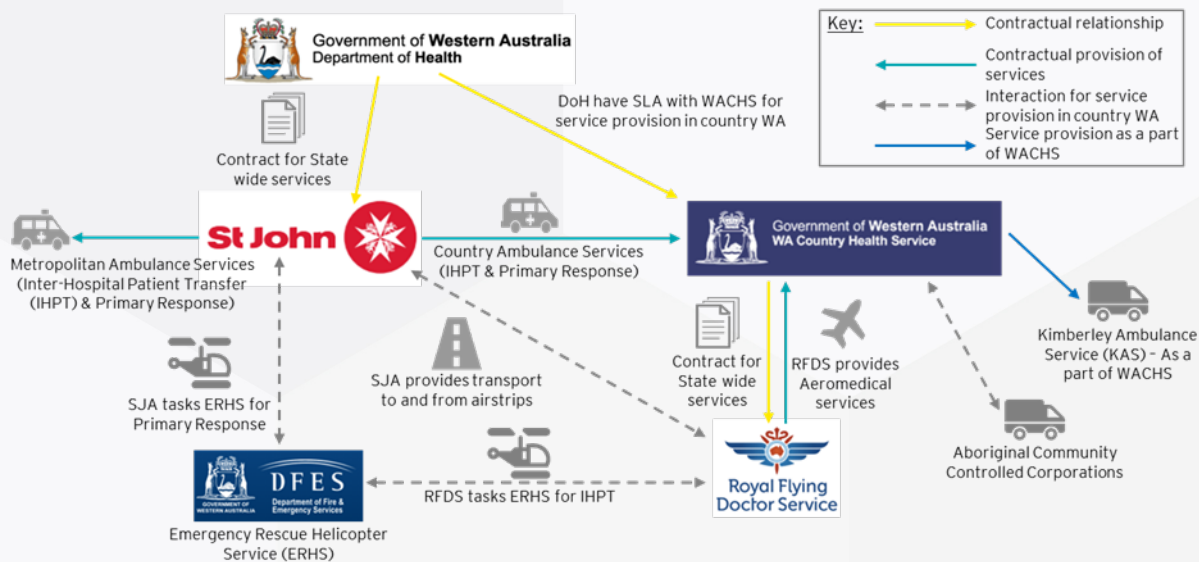 Government of Western Australia
Department of Health
Key:
Contractual relationship
Contractual provision of
services
Interaction for service
provision in country WA
Service provision as a part
of WACHS
DoH have SLA with WACHS for
service provision in country WA
Contract for State
wide services
St John
Metropolitan Ambulance Services
(Inter-Hospital Patient Transfer
(IHPT) & Primary Response)
Country Ambulance Services
(IHPT & Primary Response)
Government of Western Australia
WA Country Health Service
SJA tasks ERHS for
Primary Response
SJA provides transport
to and from airstrips
Contract for
State wide
services
RFDS provides
Aeromedical
services
Kimberley Ambulance
Service (KAS) – As a
part of WACHS
Aboriginal Community
Controlled Corporations
GOVERNMENT OF
WESTERN AUSTRALIA
DFES
Department of Fire &
Emergency Services
RFDS tasks ERHS for IHPT
Royal Flying
Doctor Service
Emergency Rescue Helicopter
Service (ERHS)